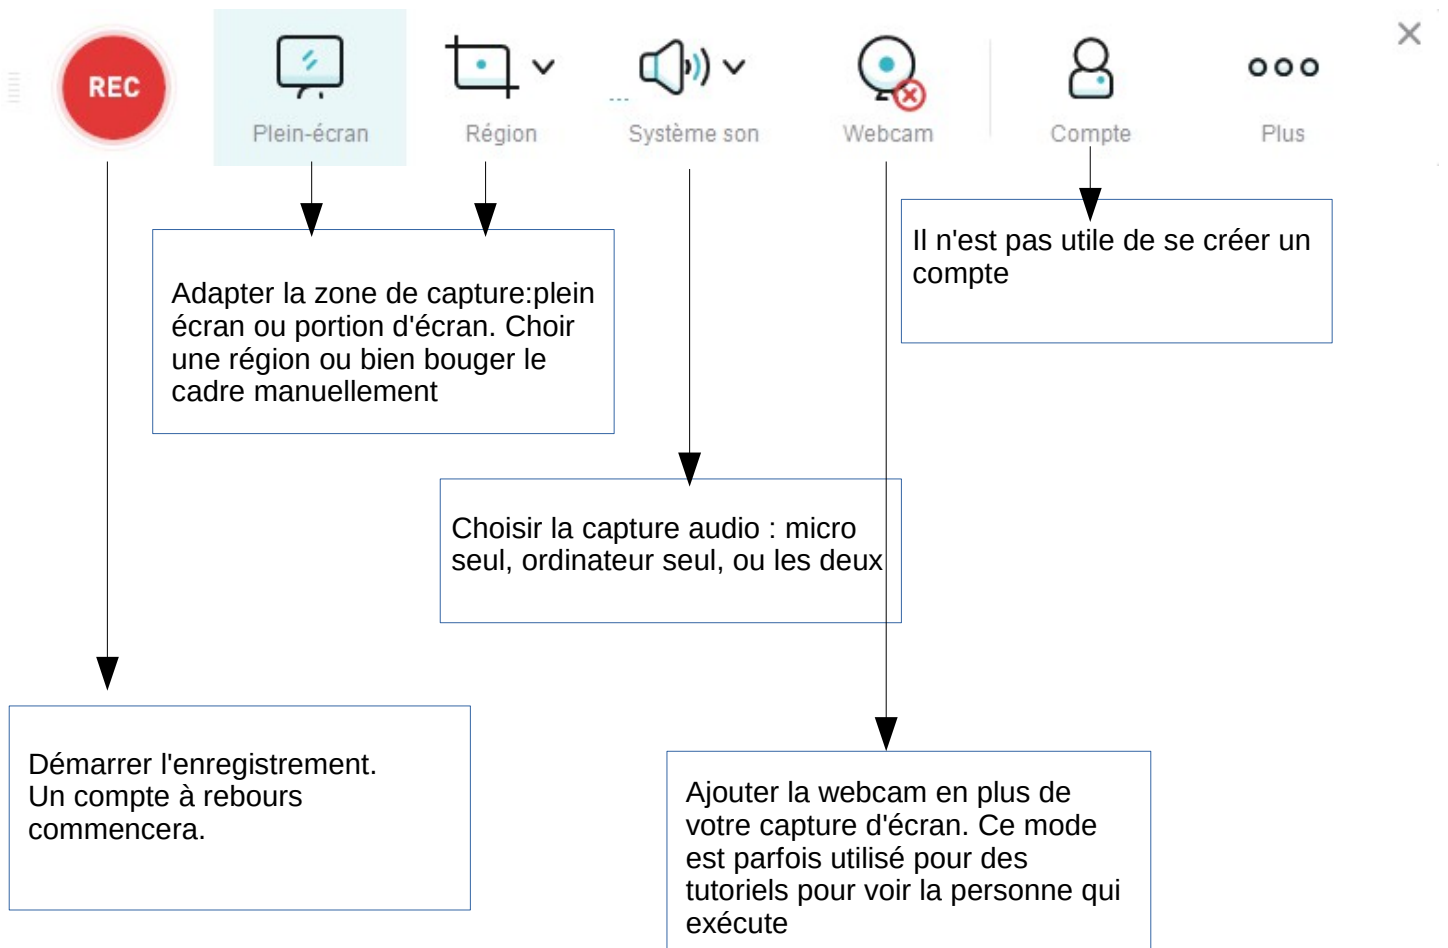 REC
Plein-écran
Région
Système son
Webcam
Compte
Plus
Il n'est pas utile de se créer un
compte
Adapter la zone de capture:plein
écran ou portion d'écran. Choir
une région ou bien bouger le
cadre manuellement
Choisir la capture audio : micro
seul, ordinateur seul, ou les deux
Démarrer l'enregistrement.
Un compte à rebours
commencera.
Ajouter la webcam en plus de
votre capture d'écran. Ce mode
est parfois utilisé pour des
tutoriels pour voir la personne qui
exécute